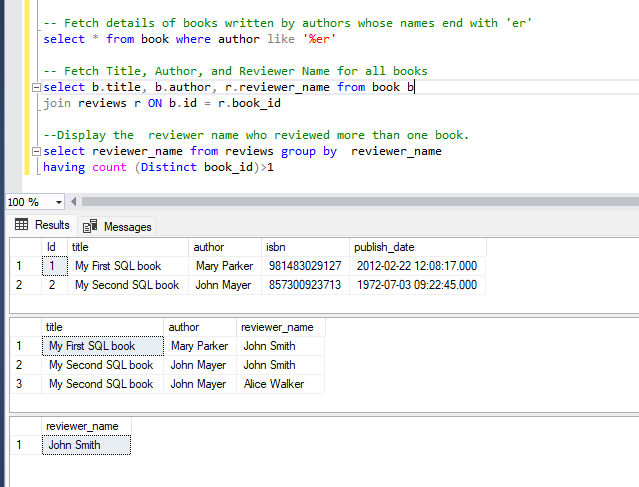 -- Fetch details of books written by authors whose names end with 'er'
select * from book where author like '%er'
-- Fetch Title, Author, and Reviewer Name for all books
select b.title, b.author, r.reviewer_name from book b
join reviews r ON b.id = r.book_id
--Display the  reviewer name who reviewed more than one book.
select reviewer_name from reviews group by  reviewer_name
having count (Distinct book_id)>1
100 %
Results Messages
Id title author isbn publish_date
1 1 My First SQL book Mary Parker 981483029127 2012-02-22 12:08:17.000
2 2 My Second SQL book John Mayer 857300923713 1972-07-03 09:22:45.000
title author reviewer_name
1 My First SQL book Mary Parker John Smith
2 My Second SQL book John Mayer John Smith
3 My Second SQL book John Mayer Alice Walker
reviewer_name
1 John Smith